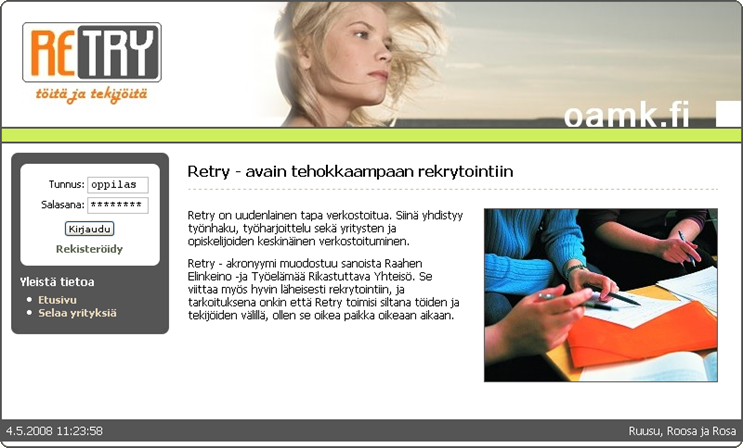 RETRY
töitä ja tekijöitä
oamk.fi
Retry - avain tehokkaampaan rekrytointiin
Tunnus: oppilas
Salasana: ********
Kirjaudu
Rekisteröidy
Yleistä tietoa
Etusivu
Selaa yrityksiä
Retry on uudenlainen tapa verkostoitua. Siinä yhdistyy
työnhaku, työharjoittelu sekä yritysten ja
opiskelijoiden keskinäinen verkostoituminen.
Retry - akronyymi muodostuu sanoista Raahen
Elinkeino -ja Työelämää Rikastuttava Yhteisö. Se
viittaa myös hyvin läheisesti rekrytointiin, ja
tarkoituksena onkin että Retry toimisi siltana töiden ja
tekijöiden välillä, ollen se oikea paikka oikeaan aikaan.
4.5.2008 11:23:58
Ruusu, Roosa ja Rosa